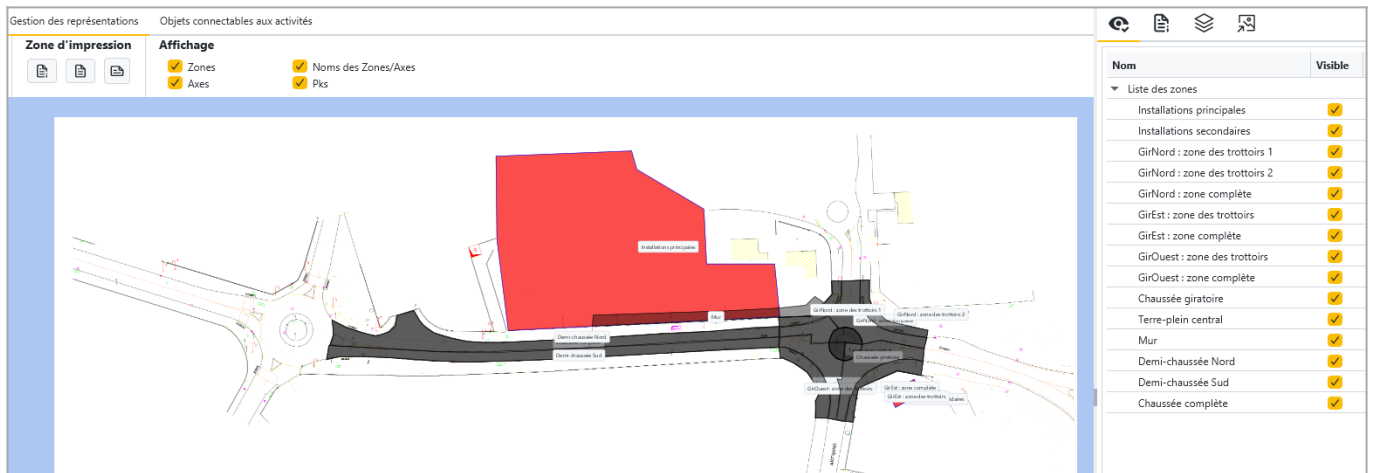 Gestion des représentations Objets connectables aux activités
Zone d'impression Affichage
Zones Noms des Zones/Axes
Axes Pks
Nom Visible
Liste des zones
Installations principales
Installations secondaires
GirNord : zone des trottoirs 1
GirNord : zone des trottoirs 2
GirNord : zone complète
GirEst : zone des trottoirs
GirEst : zone complète
GirOuest : zone des trottoirs
GirOuest : zone complète
Chaussée giratoire
Terre-plein central
Mur
Demi-chaussée Nord
Demi-chaussée Sud
Chaussée complète
Installations principales
GirNord : zone des trottoirs 1
GirNord : zone des trottoirs 2
Mur
Demi-chaussée Nord
Demi-chaussée Sud
Chaussée giratoire
GirOuest : zone des trottoirs
GirEst : zone complète
GirEst : zone des trottoirs